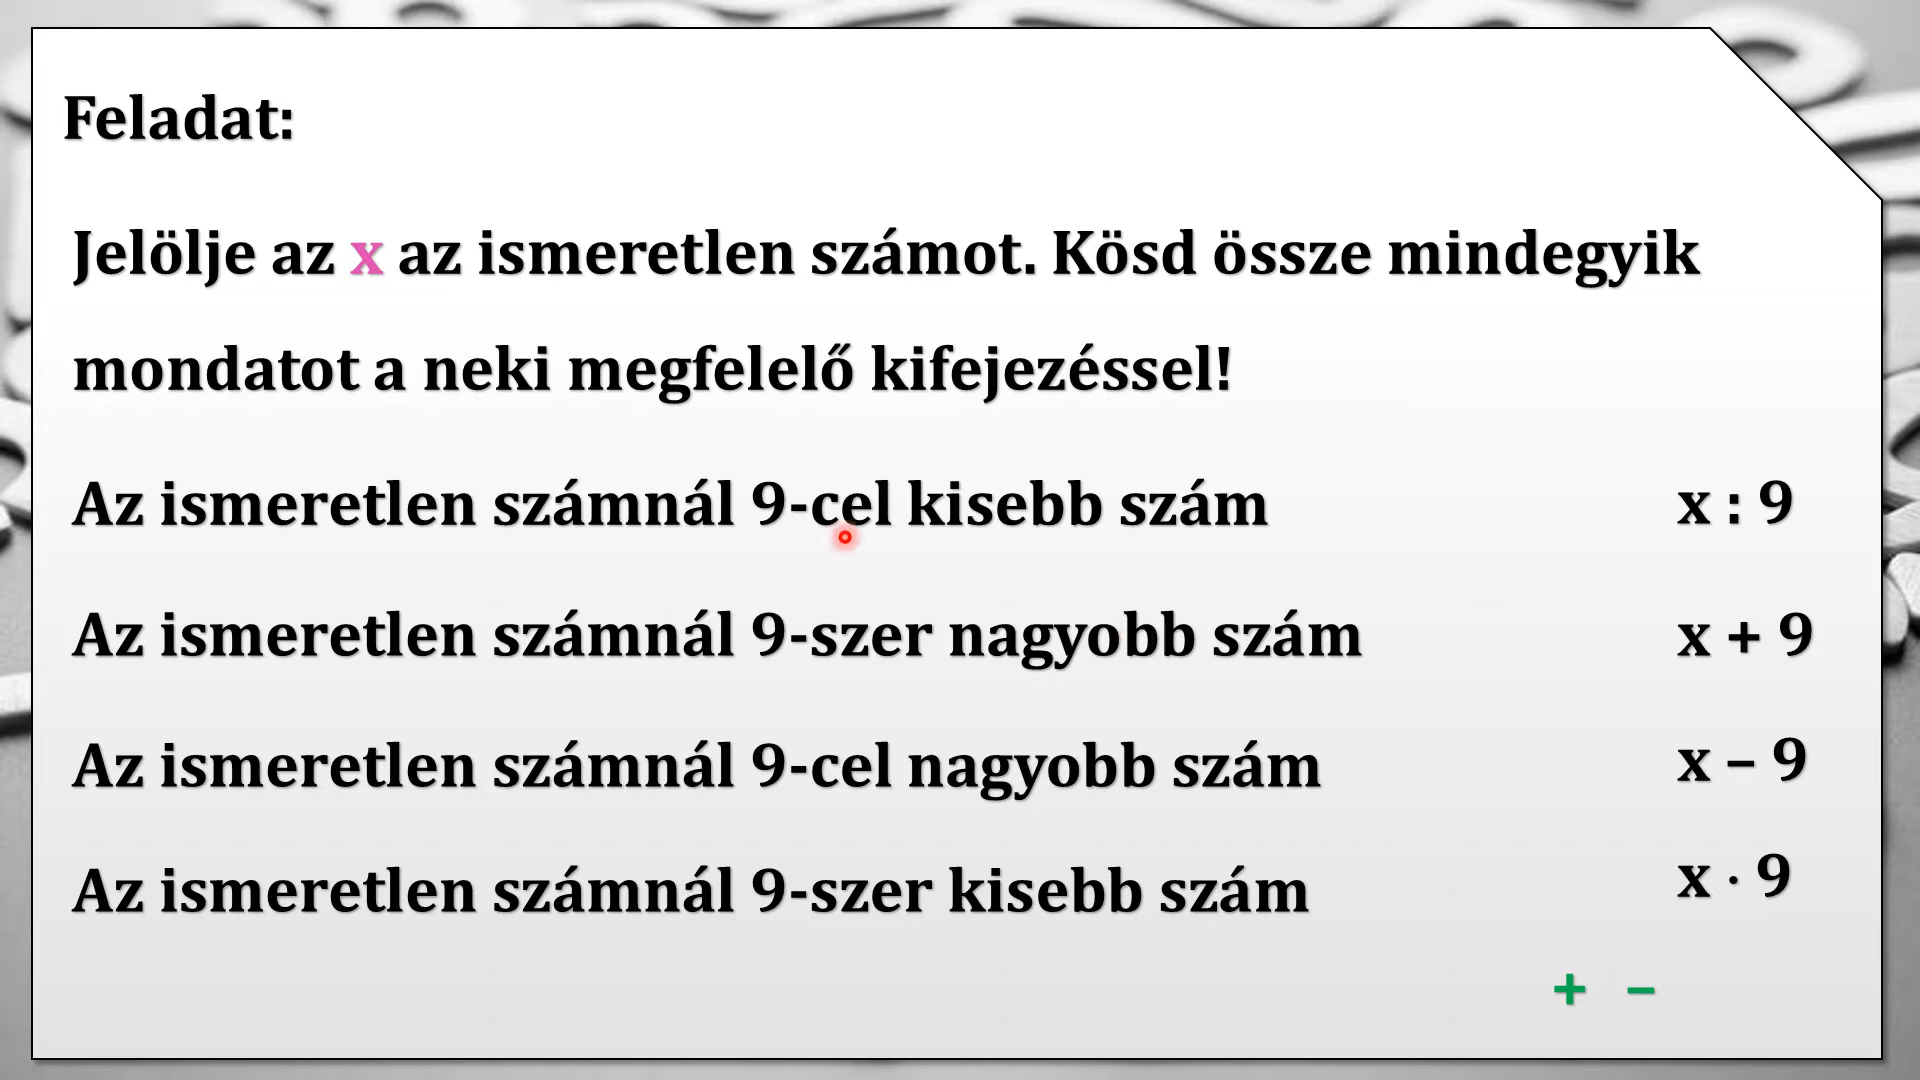 Feladat:
Jelölje az x az ismeretlen számot. Kösd össze mindegyik
mondatot a neki megfelelő kifejezéssel!
Az ismeretlen számnál 9-cel kisebb szám x : 9
Az ismeretlen számnál 9-szer nagyobb szám x + 9
Az ismeretlen számnál 9-cel nagyobb szám x – 9
Az ismeretlen számnál 9-szer kisebb szám x · 9
+ –